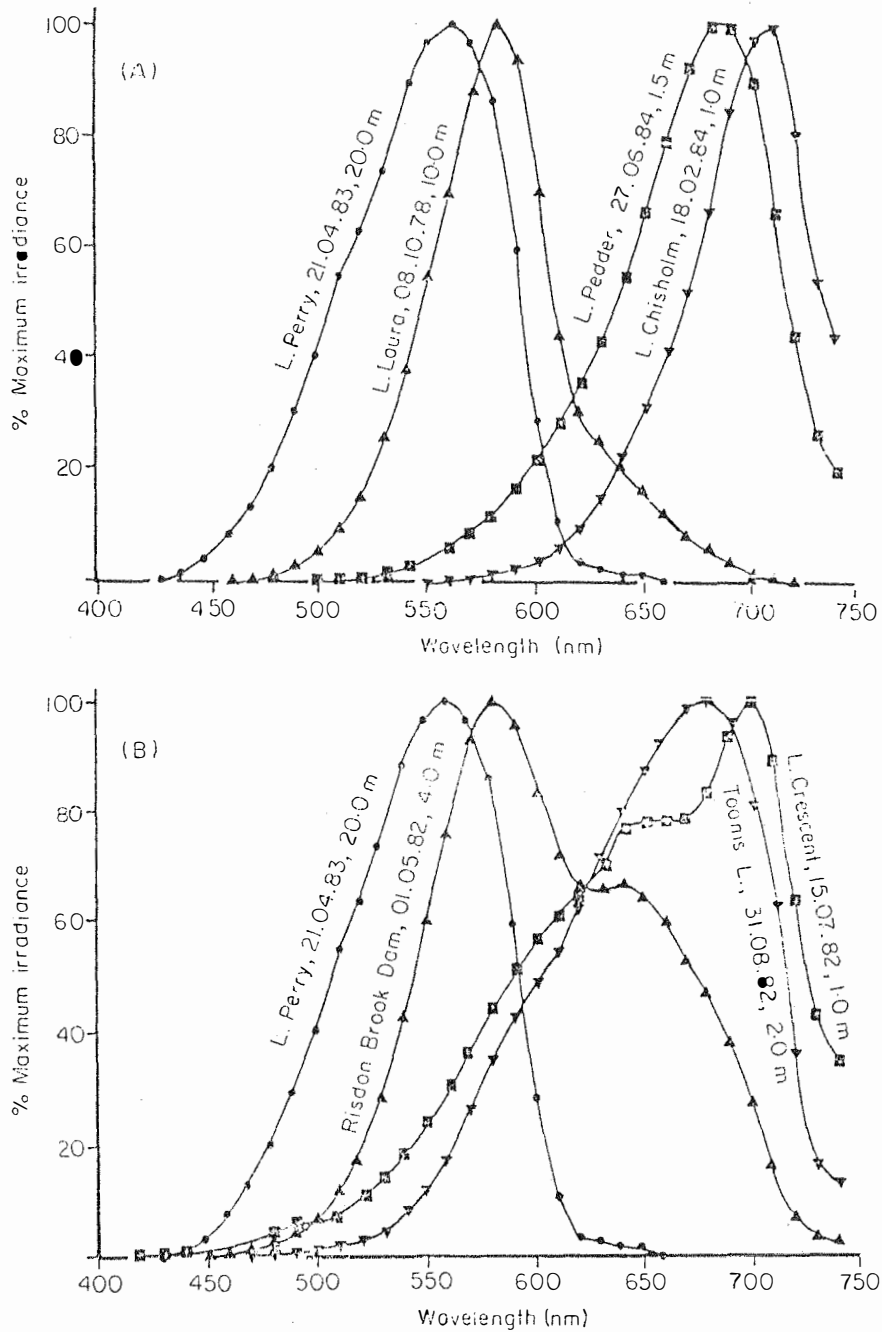 (A)
% Maximum irradiance
100
80
60
40
20
L. Perry, 21.04.83, 20.0 m
L. Laura, 08.10.78, 10.0 m
L. Pedder, 27.06.84, 1.5 m
L. Chisholm, 18.02.84, 1.0 m
400 450 500 550 600 650 700 750
Wavelength (nm)
(B)
% Maximum irradiance
100
80
60
40
20
L. Perry, 21.04.83, 20.0 m
Risdon Brook Dam, 01.05.82, 4.0 m
Tooms L., 31.08.82, 2.0 m
L. Crescent, 15.07.82, 1.0 m
400 450 500 550 600 650 700 750
Wavelength (nm)